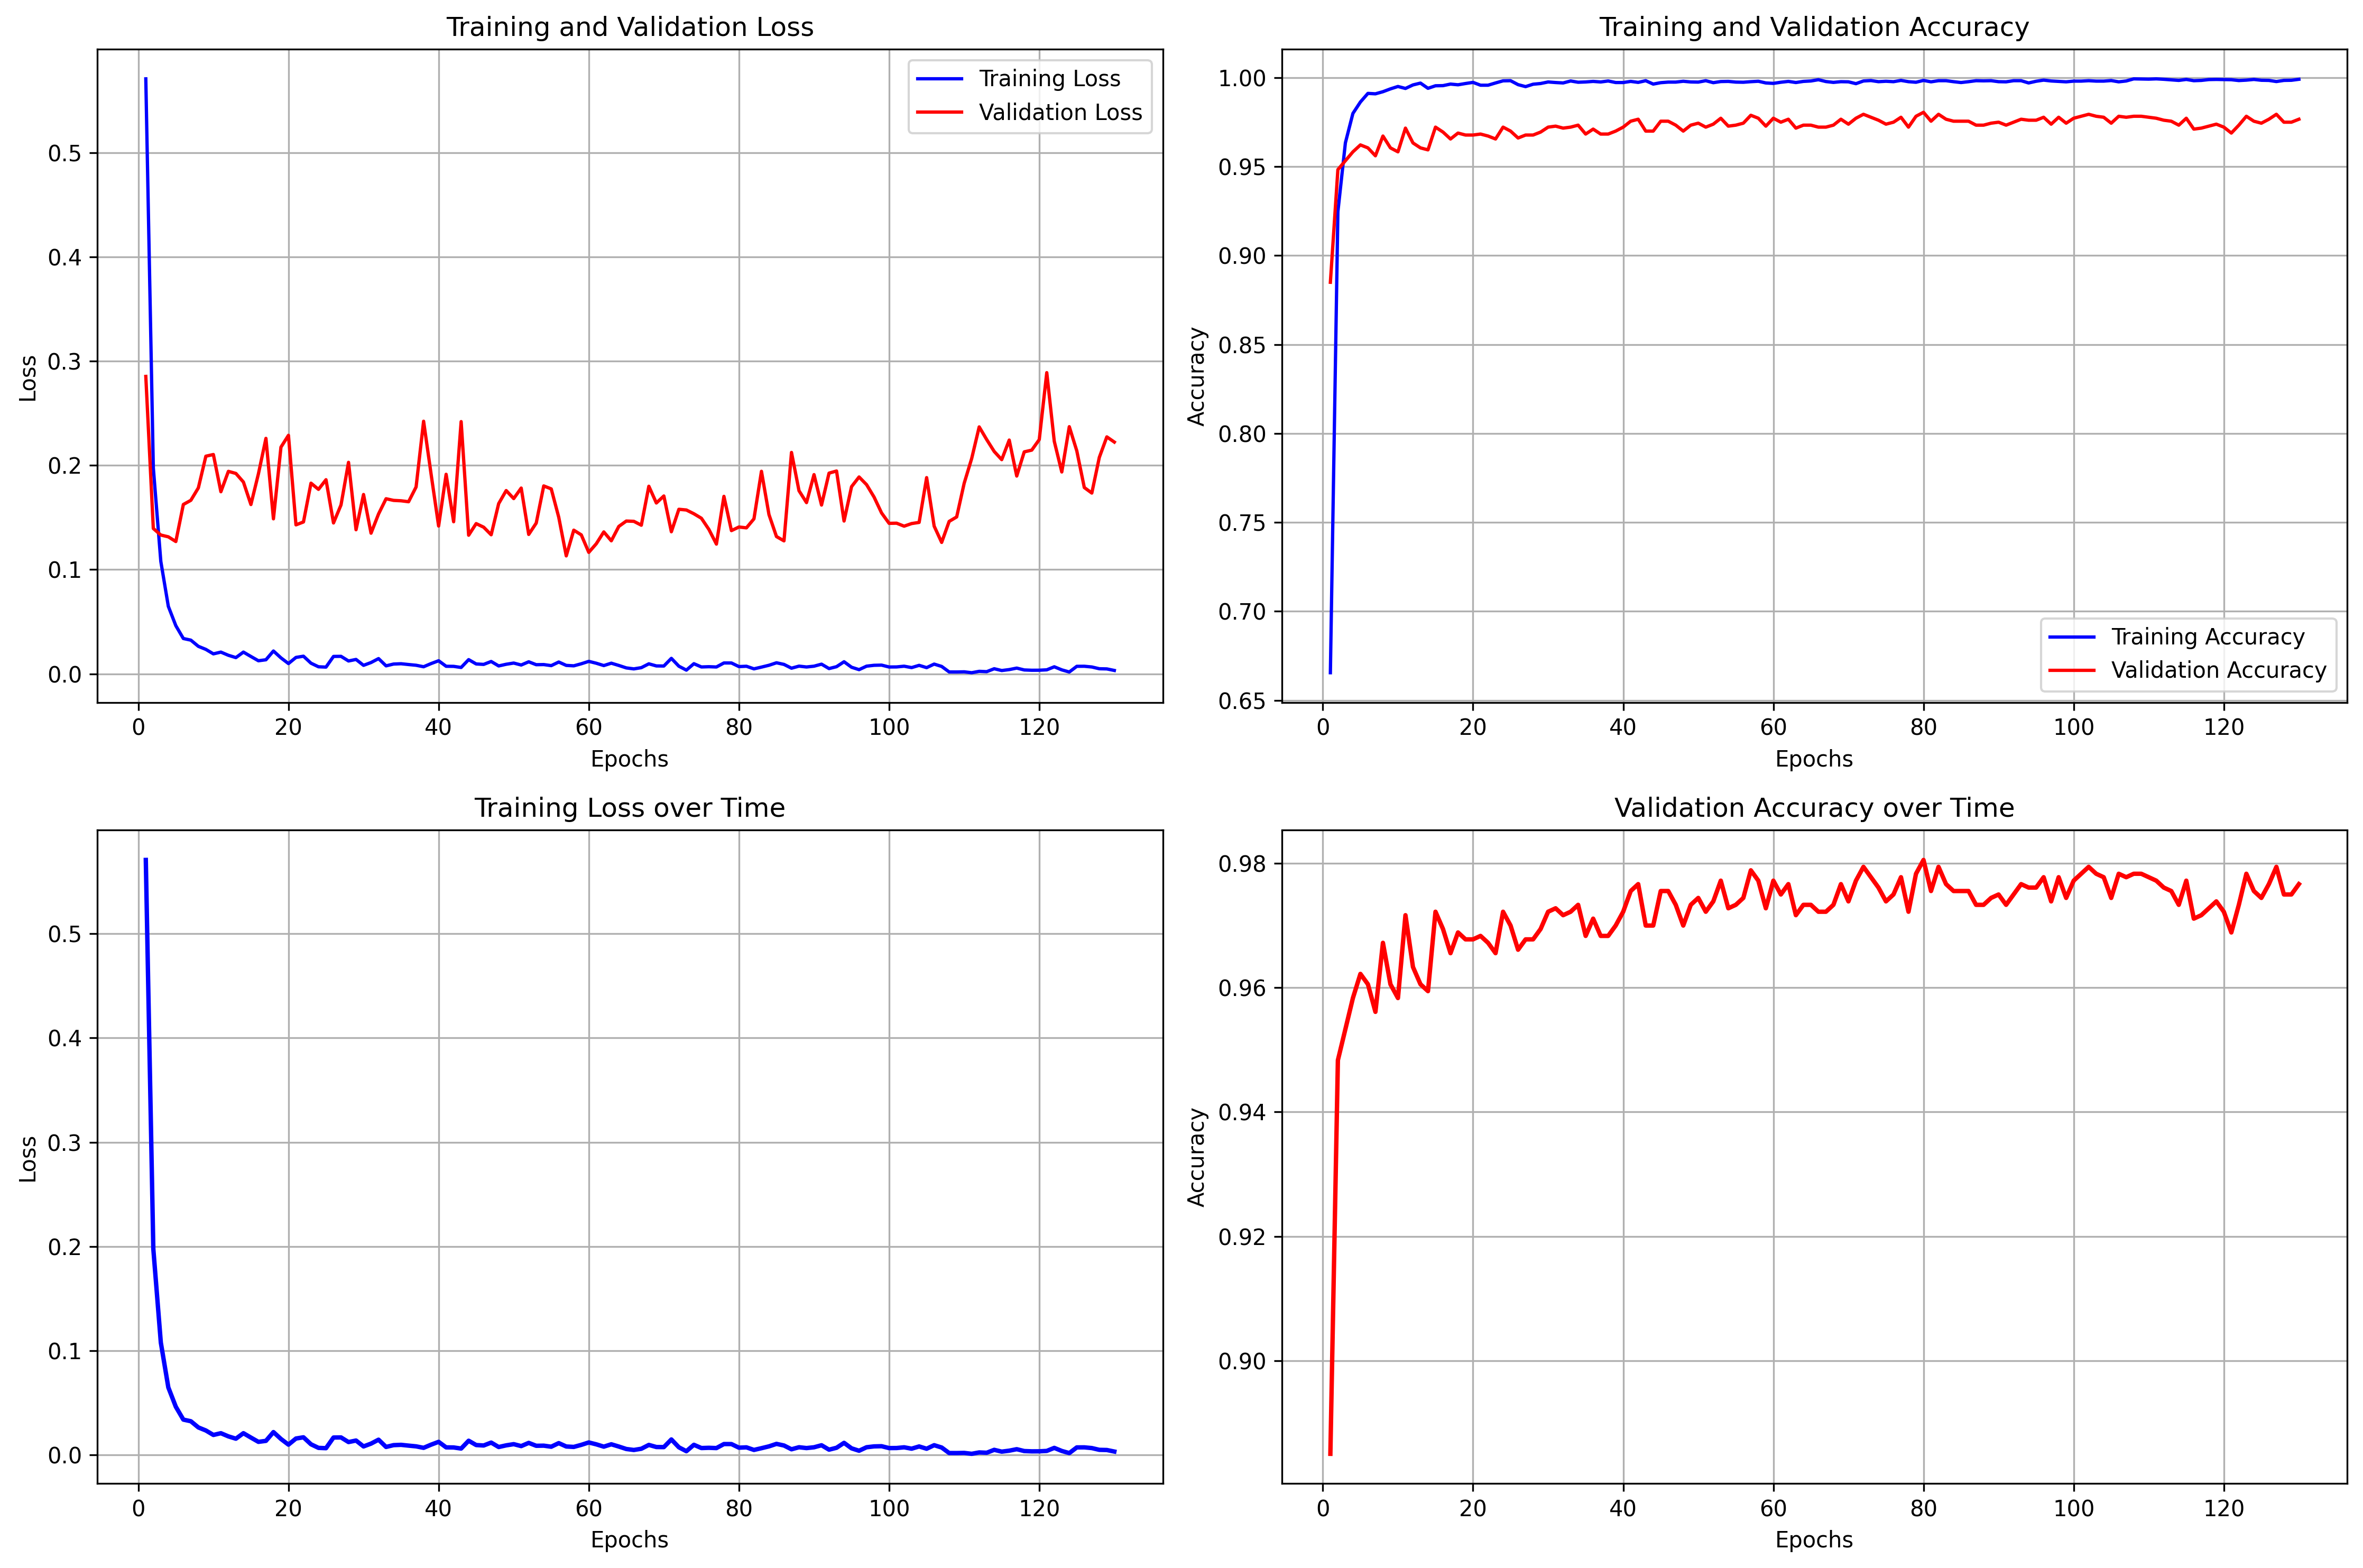 Training and Validation Loss
Training Loss
Validation Loss
0.5
0.4
0.3
0.2
0.1
0.0
Loss
0 20 40 60 80 100 120
Epochs
Training and Validation Accuracy
1.00
0.95
0.90
0.85
0.80
0.75
0.70
0.65
Accuracy
Training Accuracy
Validation Accuracy
0 20 40 60 80 100 120
Epochs
Training Loss over Time
0.5
0.4
0.3
0.2
0.1
0.0
Loss
0 20 40 60 80 100 120
Epochs
Validation Accuracy over Time
0.98
0.96
0.94
0.92
0.90
Accuracy
0 20 40 60 80 100 120
Epochs